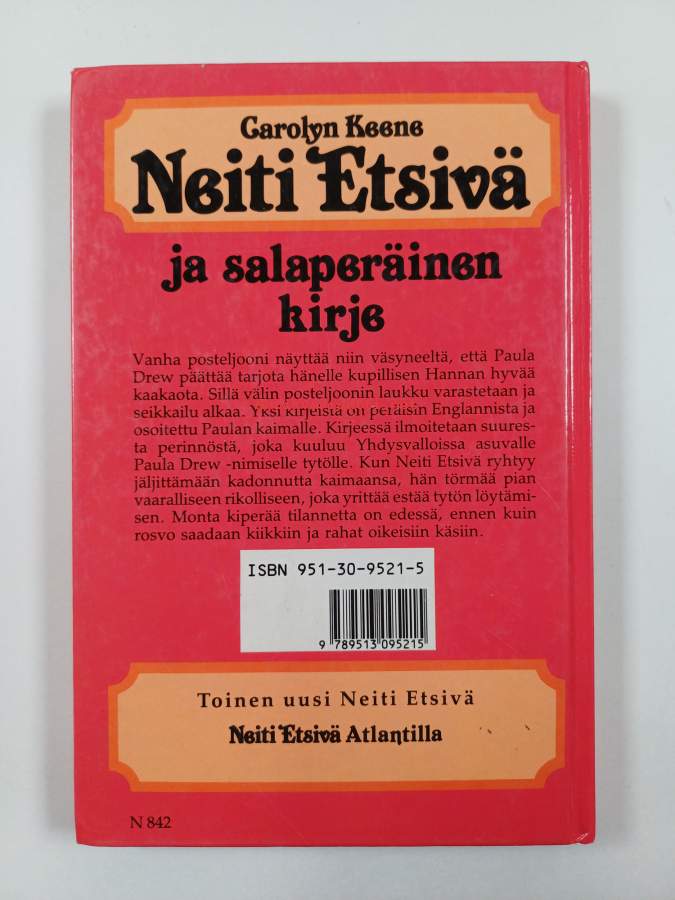 Carolyn Keene
Neiti Etsivä
ja salaperäinen
kirje
Vanha posteljooni näyttää niin väsyneeltä, että Paula
Drew päättää tarjota hänelle kupillisen Hannan hyvää
kaakaota. Sillä välin posteljoonin laukku varastetaan ja
seikkailu alkaa. Yksi kirjeistä on peräisin Englannista ja
osoitettu Paulan kaimalle. Kirjeessä ilmoitetaan suures-
ta perinnöstä, joka kuuluu Yhdysvalloissa asuvalle
Paula Drew -nimiselle tytölle. Kun Neiti Etsivä ryhtyy
jäljittämään kadonnutta kaimaansa, hän törmää pian
vaaralliseen rikolliseen, joka yrittää estää tytön löytämi-
sen. Monta kiperää tilannetta on edessä, ennen kuin
rosvo saadaan kiikkiin ja rahat oikeisiin käsiin.
ISBN 951-30-9521-5
9 789513 095215
Toinen uusi Neiti Etsivä
Neiti Etsivä Atlantilla
N 842